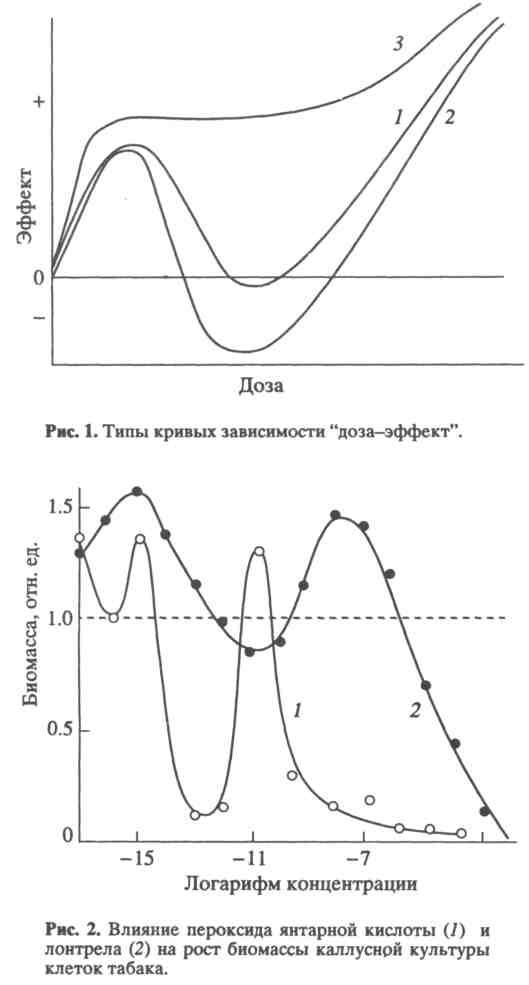 3
+
1
2
Эффект
0
−
Доза
Рис. 1. Типы кривых зависимости “доза–эффект”.
1.5
1.0
Биомасса, отн. ед.
1
2
0.5
0
−15
−11
−7
Логарифм концентрации
Рис. 2. Влияние пероксида янтарной кислоты (1) и
лонтрела (2) на рост биомассы каллусной культуры
клеток табака.